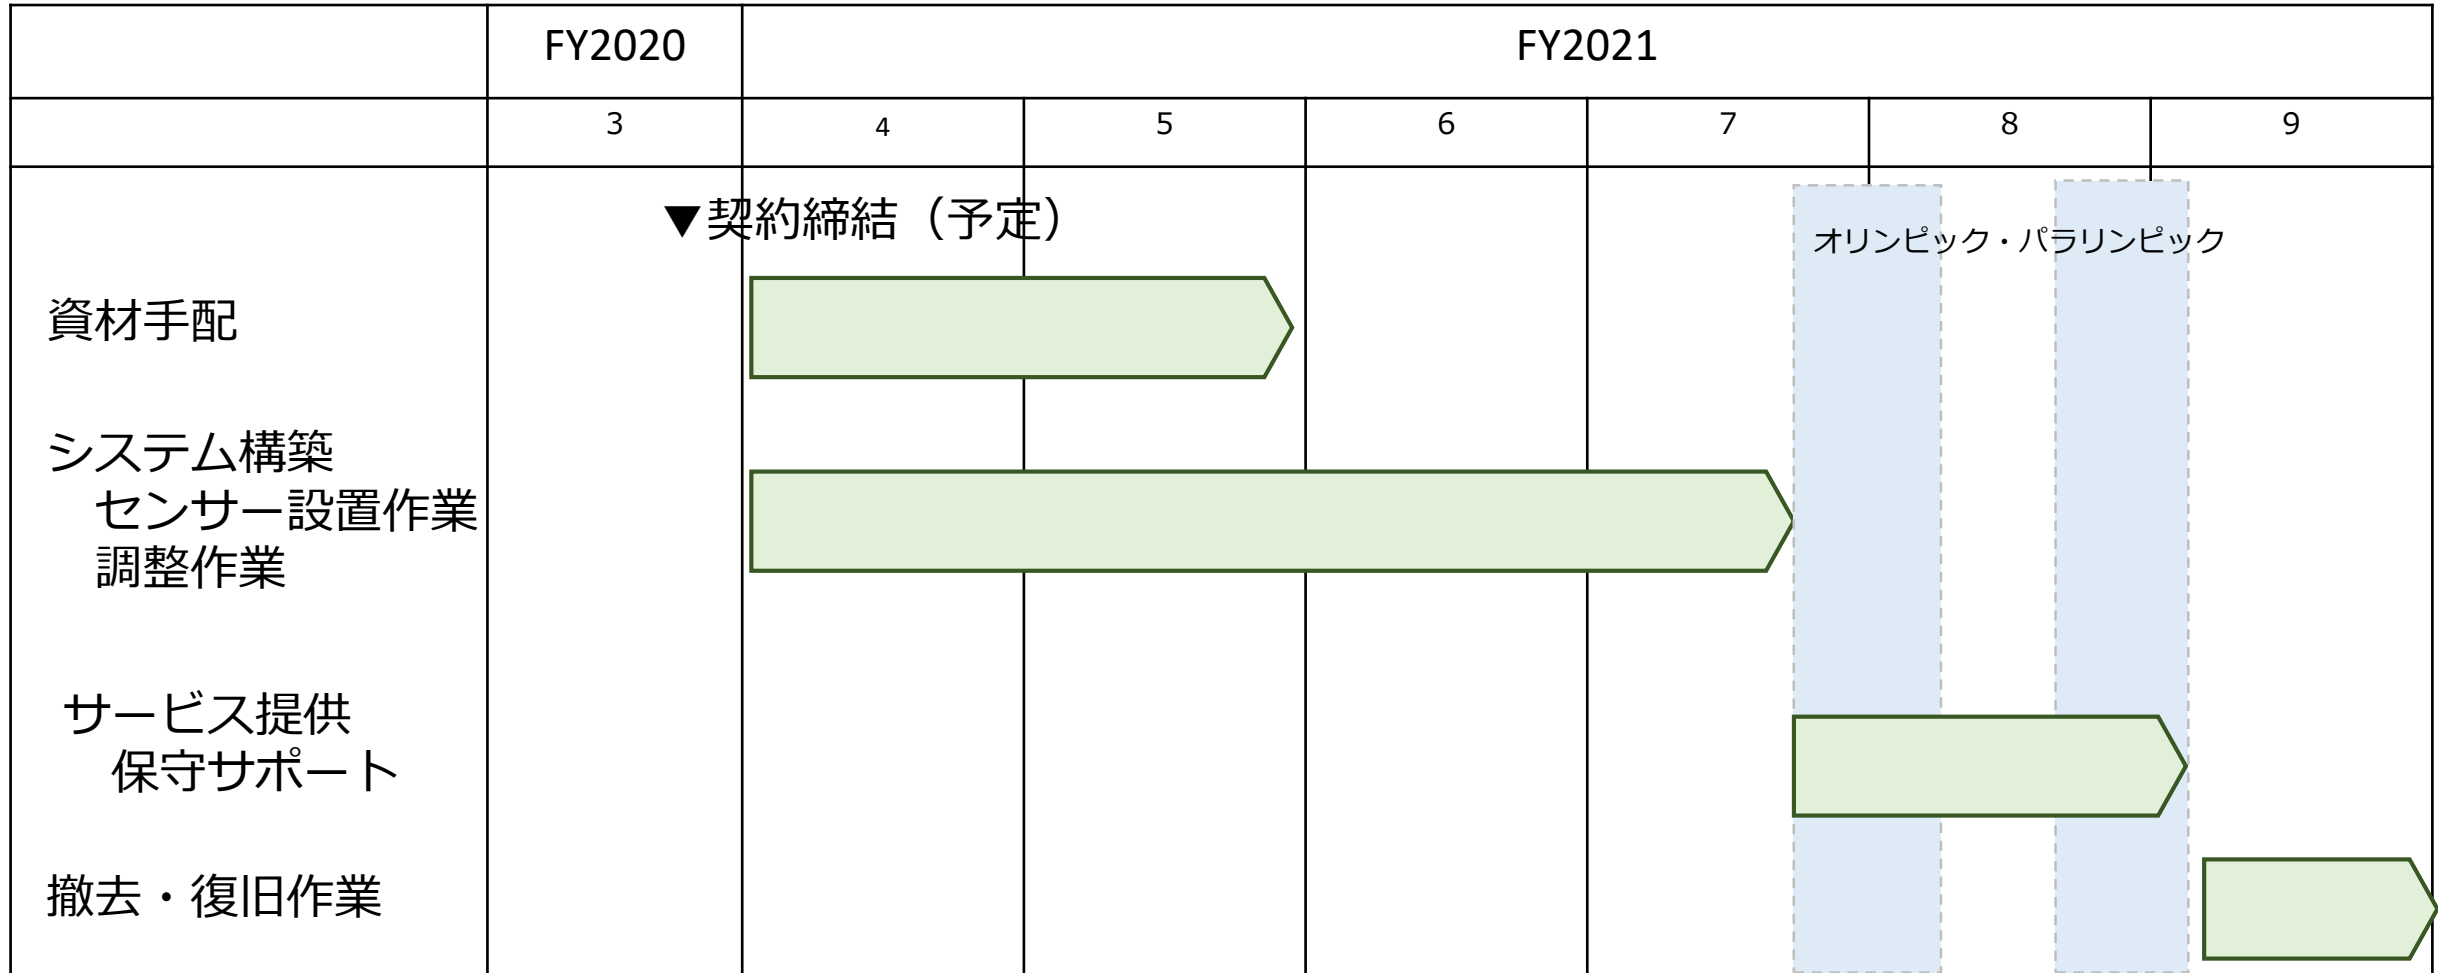 FY2020 FY2021
3 4 5 6 7 8 9
▼契約締結（予定）
オリンピック・パラリンピック
資材手配
システム構築
センサー設置作業
調整作業
サービス提供
保守サポート
撤去・復旧作業